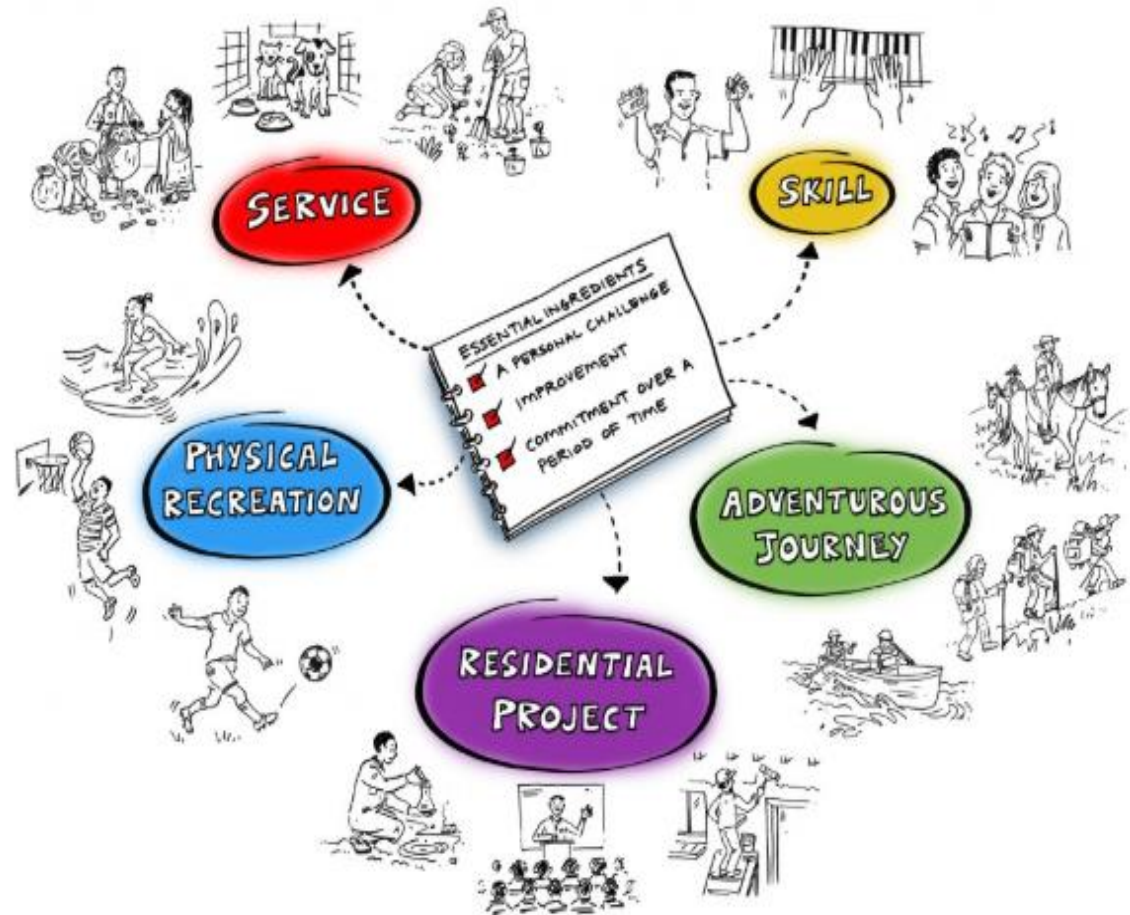 SERVICE
SKILL
ESSENTIAL INGREDIENTS
A PERSONAL CHALLENGE
IMPROVEMENT
COMMITMENT OVER A
PERIOD OF TIME
PHYSICAL
RECREATION
ADVENTUROUS
JOURNEY
RESIDENTIAL
PROJECT